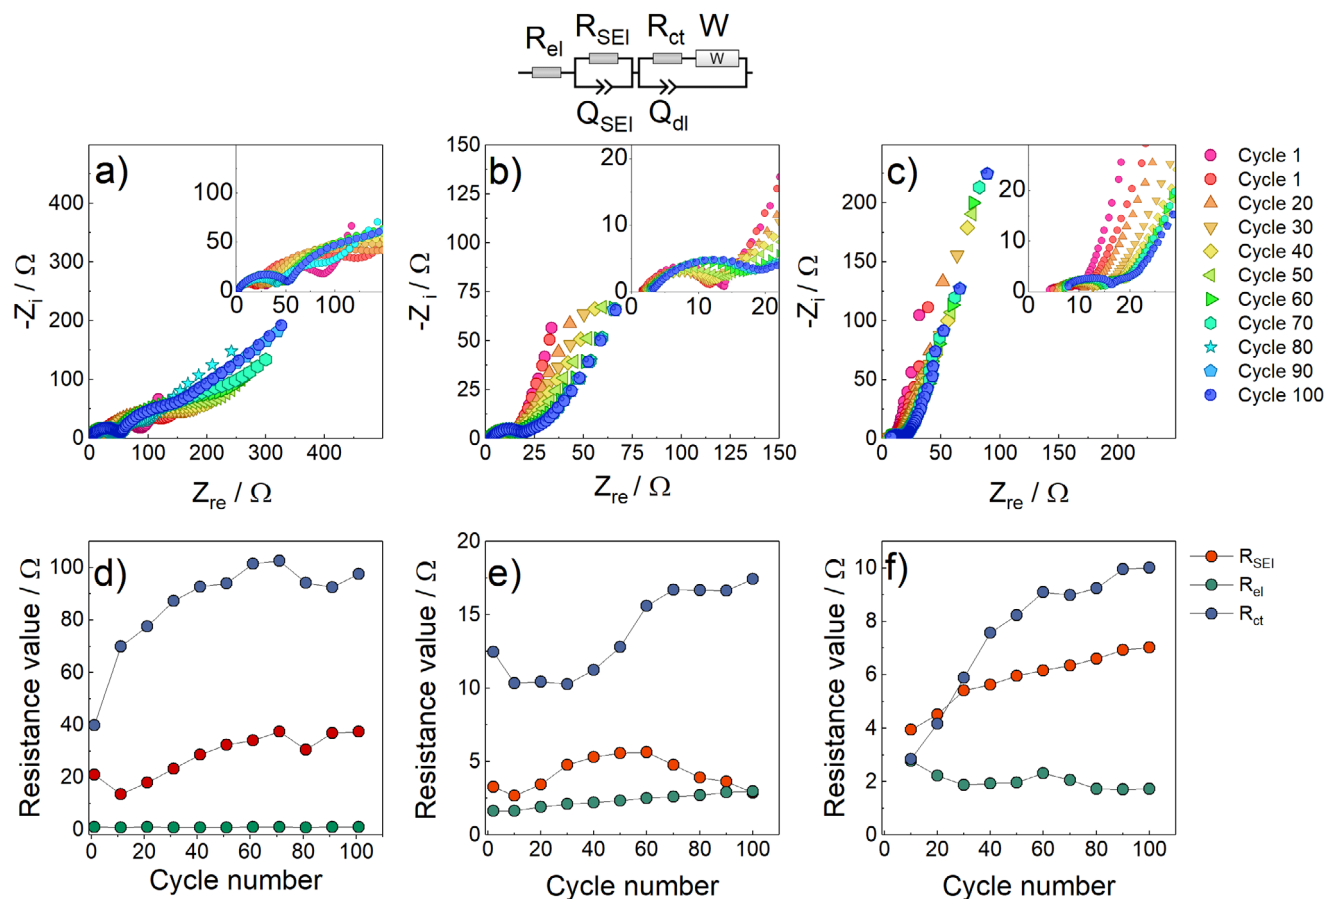 R_el R_SEI R_ct W
W
Q_SEI Q_dl
a)
-Z_i / Ω
500
400
300
200
100
0
0 100 200 300 400
Z_re / Ω
100
50
0
0 50 100
b)
-Z_i / Ω
150
125
100
75
50
25
0
0 25 50 75 100 125 150
Z_re / Ω
20
10
0
0 10 20
c)
-Z_i / Ω
200
150
100
50
0
0 50 100 150 200
Z_re / Ω
20
10
0
0 10 20
Cycle 1
Cycle 1
Cycle 20
Cycle 30
Cycle 40
Cycle 50
Cycle 60
Cycle 70
Cycle 80
Cycle 90
Cycle 100
d)
Resistance value / Ω
100
80
60
40
20
0
0 20 40 60 80 100
Cycle number
e)
Resistance value / Ω
20
15
10
5
0
0 20 40 60 80 100
Cycle number
f)
Resistance value / Ω
10
8
6
4
2
0
0 20 40 60 80 100
Cycle number
R_SEI
R_el
R_ct